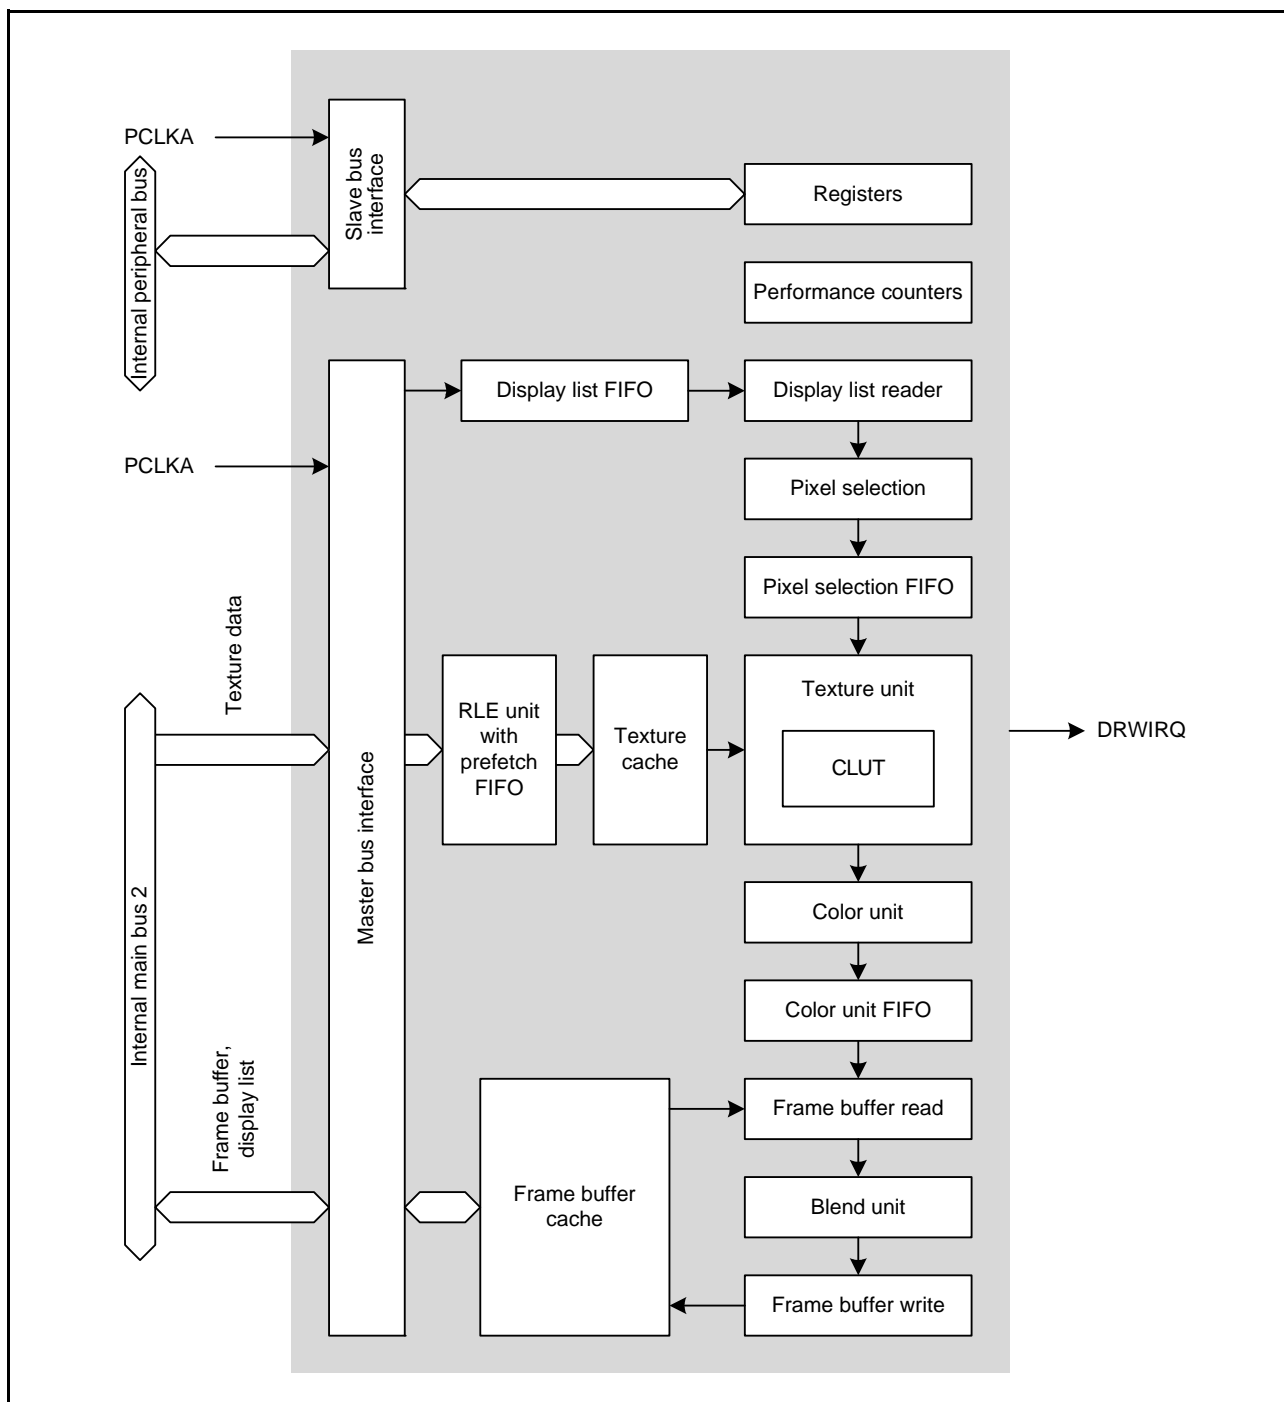 PCLKA
Internal peripheral bus
Slave bus
interface
Registers
Performance counters
Display list FIFO
Display list reader
PCLKA
Pixel selection
Pixel selection FIFO
Texture data
Master bus interface
RLE unit
with
prefetch
FIFO
Texture
cache
Texture unit
CLUT
DRWIRQ
Internal main bus 2
Color unit
Color unit FIFO
Frame buffer,
display list
Frame buffer
cache
Frame buffer read
Blend unit
Frame buffer write